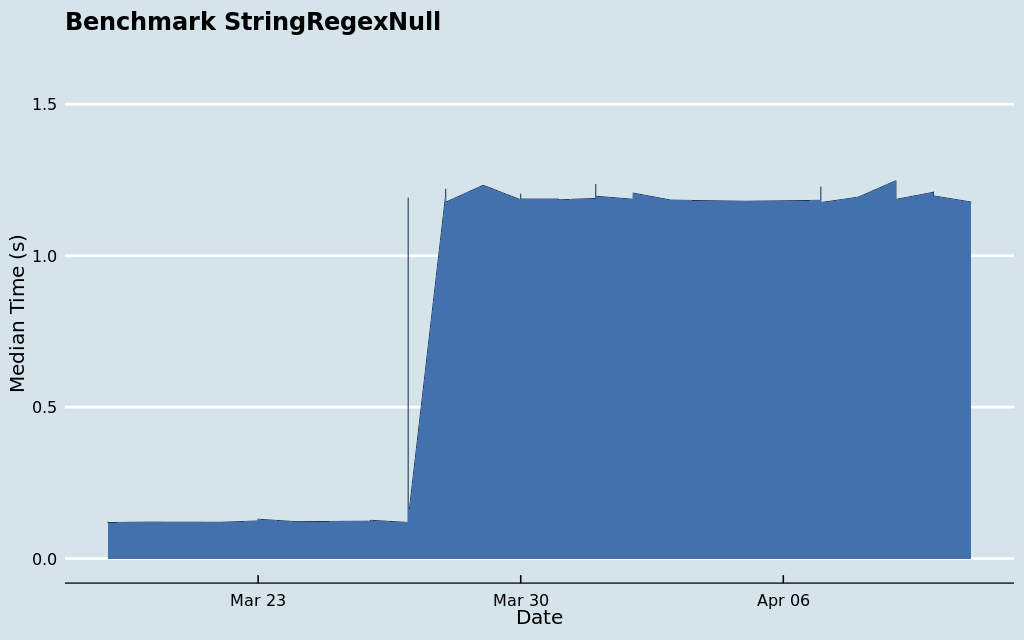 Benchmark StringRegexNull
1.5
1.0
0.5
0.0
Median Time (s)
Mar 23
Mar 30
Apr 06
Date